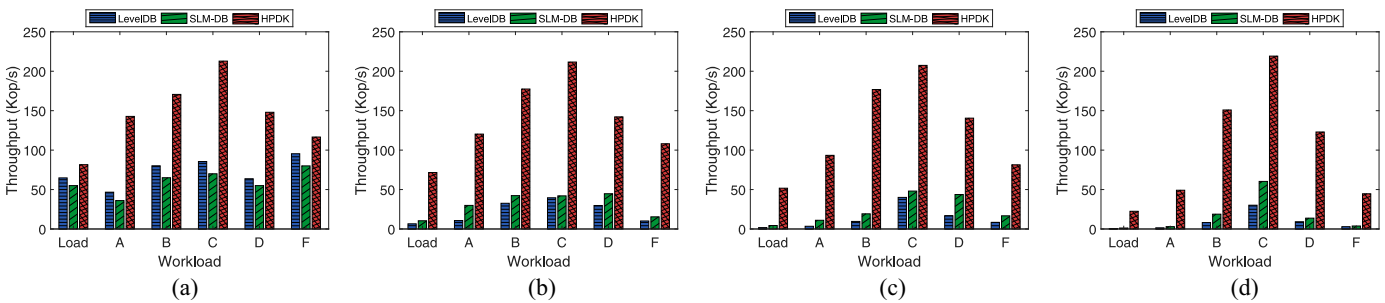 LevelDB SLM-DB HPDK
250
200
150
100
50
0
Throughput (Kop/s)
Load A B C D F
Workload
(a)
LevelDB SLM-DB HPDK
250
200
150
100
50
0
Throughput (Kop/s)
Load A B C D F
Workload
(b)
LevelDB SLM-DB HPDK
250
200
150
100
50
0
Throughput (Kop/s)
Load A B C D F
Workload
(c)
LevelDB SLM-DB HPDK
250
200
150
100
50
0
Throughput (Kop/s)
Load A B C D F
Workload
(d)